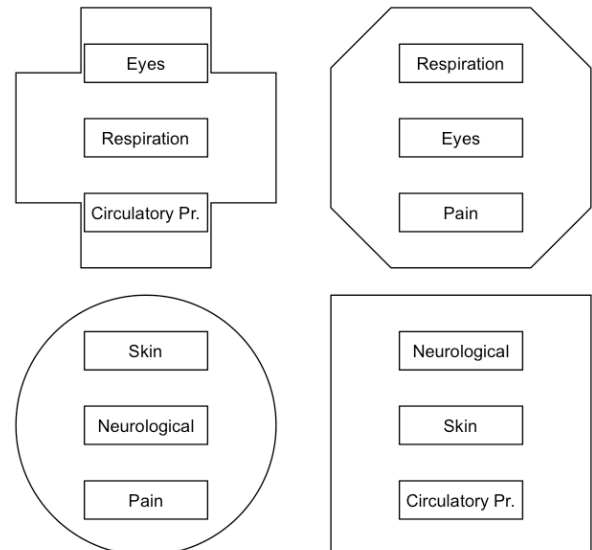 Eyes
Respiration
Circulatory Pr.
Respiration
Eyes
Pain
Skin
Neurological
Pain
Neurological
Skin
Circulatory Pr.